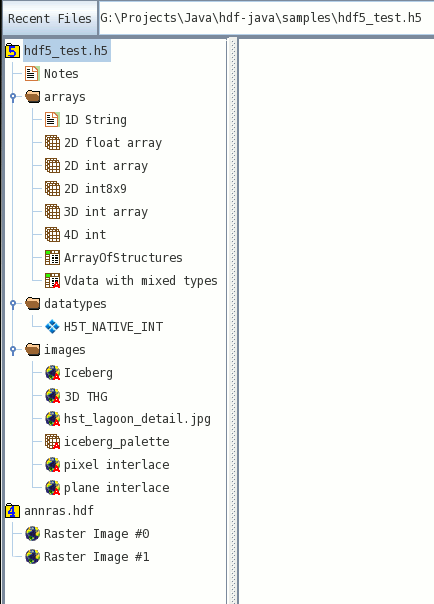 Recent Files G:\Projects\Java\hdf-java\samples\hdf5_test.h5
5 hdf5_test.h5
Notes
arrays
1D String
2D float array
2D int array
2D int8x9
3D int array
4D int
ArrayOfStructures
Vdata with mixed types
datatypes
H5T_NATIVE_INT
images
Iceberg
3D THG
hst_lagoon_detail.jpg
iceberg_palette
pixel interlace
plane interlace
4 annras.hdf
Raster Image #0
Raster Image #1